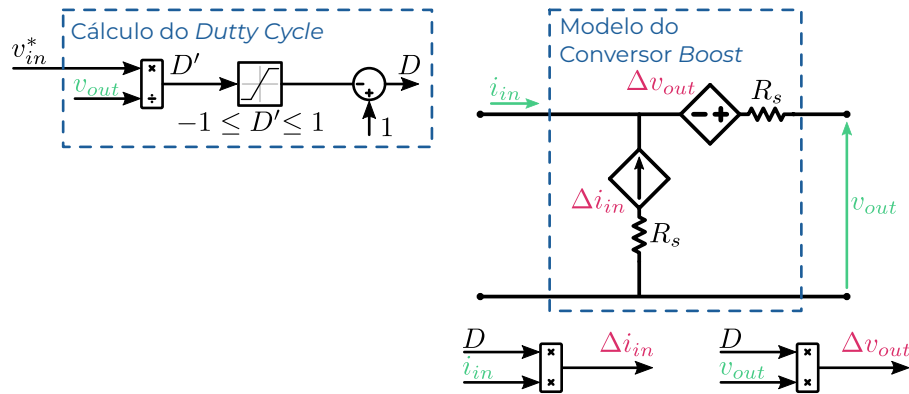 Cálculo do Dutty Cycle
v*in
vout
D'
D
−1 ≤ D' ≤ 1
1
Modelo do
Conversor Boost
iin
Δvout
Rs
Δiin
Rs
vout
D
iin
Δiin
D
vout
Δvout